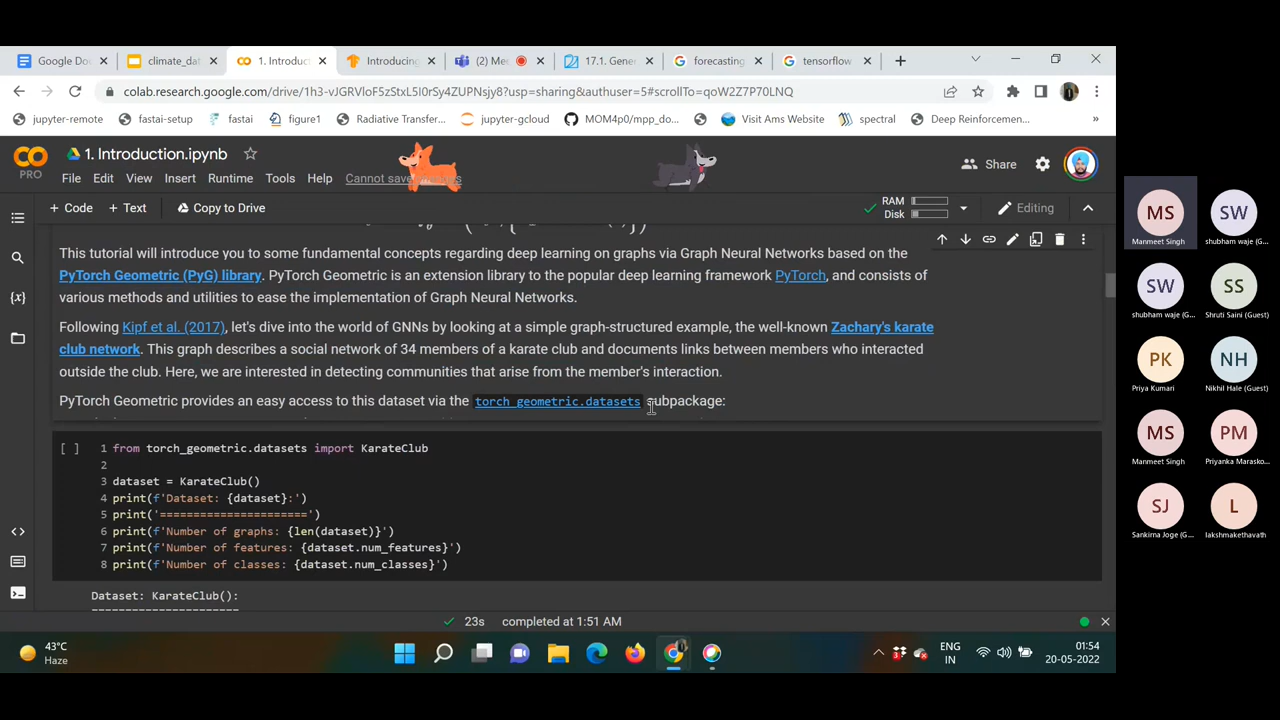 Google Do
climate_dat
1. Introduc
Introducing
(2) Me
17.1. Gene
forecasting
tensorflow
colab.research.google.com/drive/1h3-vJGRVloF5zStxL5I0rSy4ZUPNsjy8?usp=sharing&authuser=5#scrollTo=qoW2Z7P70LNQ
jupyter-remote
fastai-setup
fastai
figure1
Radiative Transfer...
jupyter-gcloud
MOM4p0/mpp_do...
Visit Ams Website
spectral
Deep Reinforcemen...
CO
PRO
1. Introduction.ipynb
File Edit View Insert Runtime Tools Help
Share
+ Code + Text Copy to Drive
RAM
Disk
Editing
This tutorial will introduce you to some fundamental concepts regarding deep learning on graphs via Graph Neural Networks based on the
PyTorch Geometric (PyG) library. PyTorch Geometric is an extension library to the popular deep learning framework PyTorch, and consists of
various methods and utilities to ease the implementation of Graph Neural Networks.
Following Kipf et al. (2017), let's dive into the world of GNNs by looking at a simple graph-structured example, the well-known Zachary's karate
club network. This graph describes a social network of 34 members of a karate club and documents links between members who interacted
outside the club. Here, we are interested in detecting communities that arise from the member's interaction.
PyTorch Geometric provides an easy access to this dataset via the torch_geometric.datasets subpackage:
[ ] 1 from torch_geometric.datasets import KarateClub
2
3 dataset = KarateClub()
4 print(f'Dataset: {dataset}:')
5 print('======================')
6 print(f'Number of graphs: {len(dataset)}')
7 print(f'Number of features: {dataset.num_features}')
8 print(f'Number of classes: {dataset.num_classes}')
Dataset: KarateClub():
======================
23s completed at 1:51 AM
43°C
Haze
ENG
IN
01:54
20-05-2022
MS
Manmeet Singh
SW
shubham waje (G...
SW
shubham waje (G...
SS
Shruti Saini (Guest)
PK
Priya Kumari
NH
Nikhil Hale (Guest)
MS
Manmeet Singh
PM
Priyanka Marasko...
SJ
Sankirna Joge (G...
L
lakshmakethavath